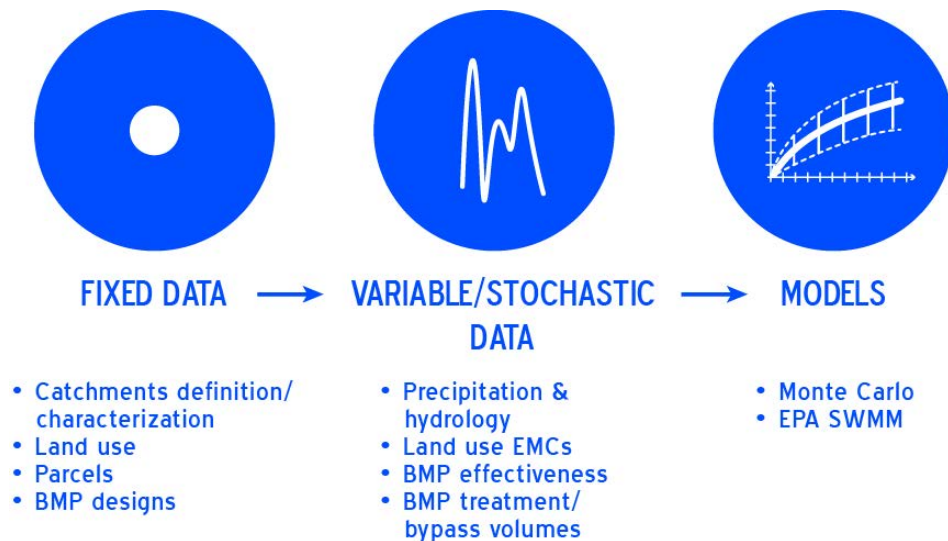 FIXED DATA
VARIABLE/STOCHASTIC
DATA
MODELS
• Catchments definition/
characterization
• Land use
• Parcels
• BMP designs
• Precipitation &
hydrology
• Land use EMCs
• BMP effectiveness
• BMP treatment/
bypass volumes
• Monte Carlo
• EPA SWMM